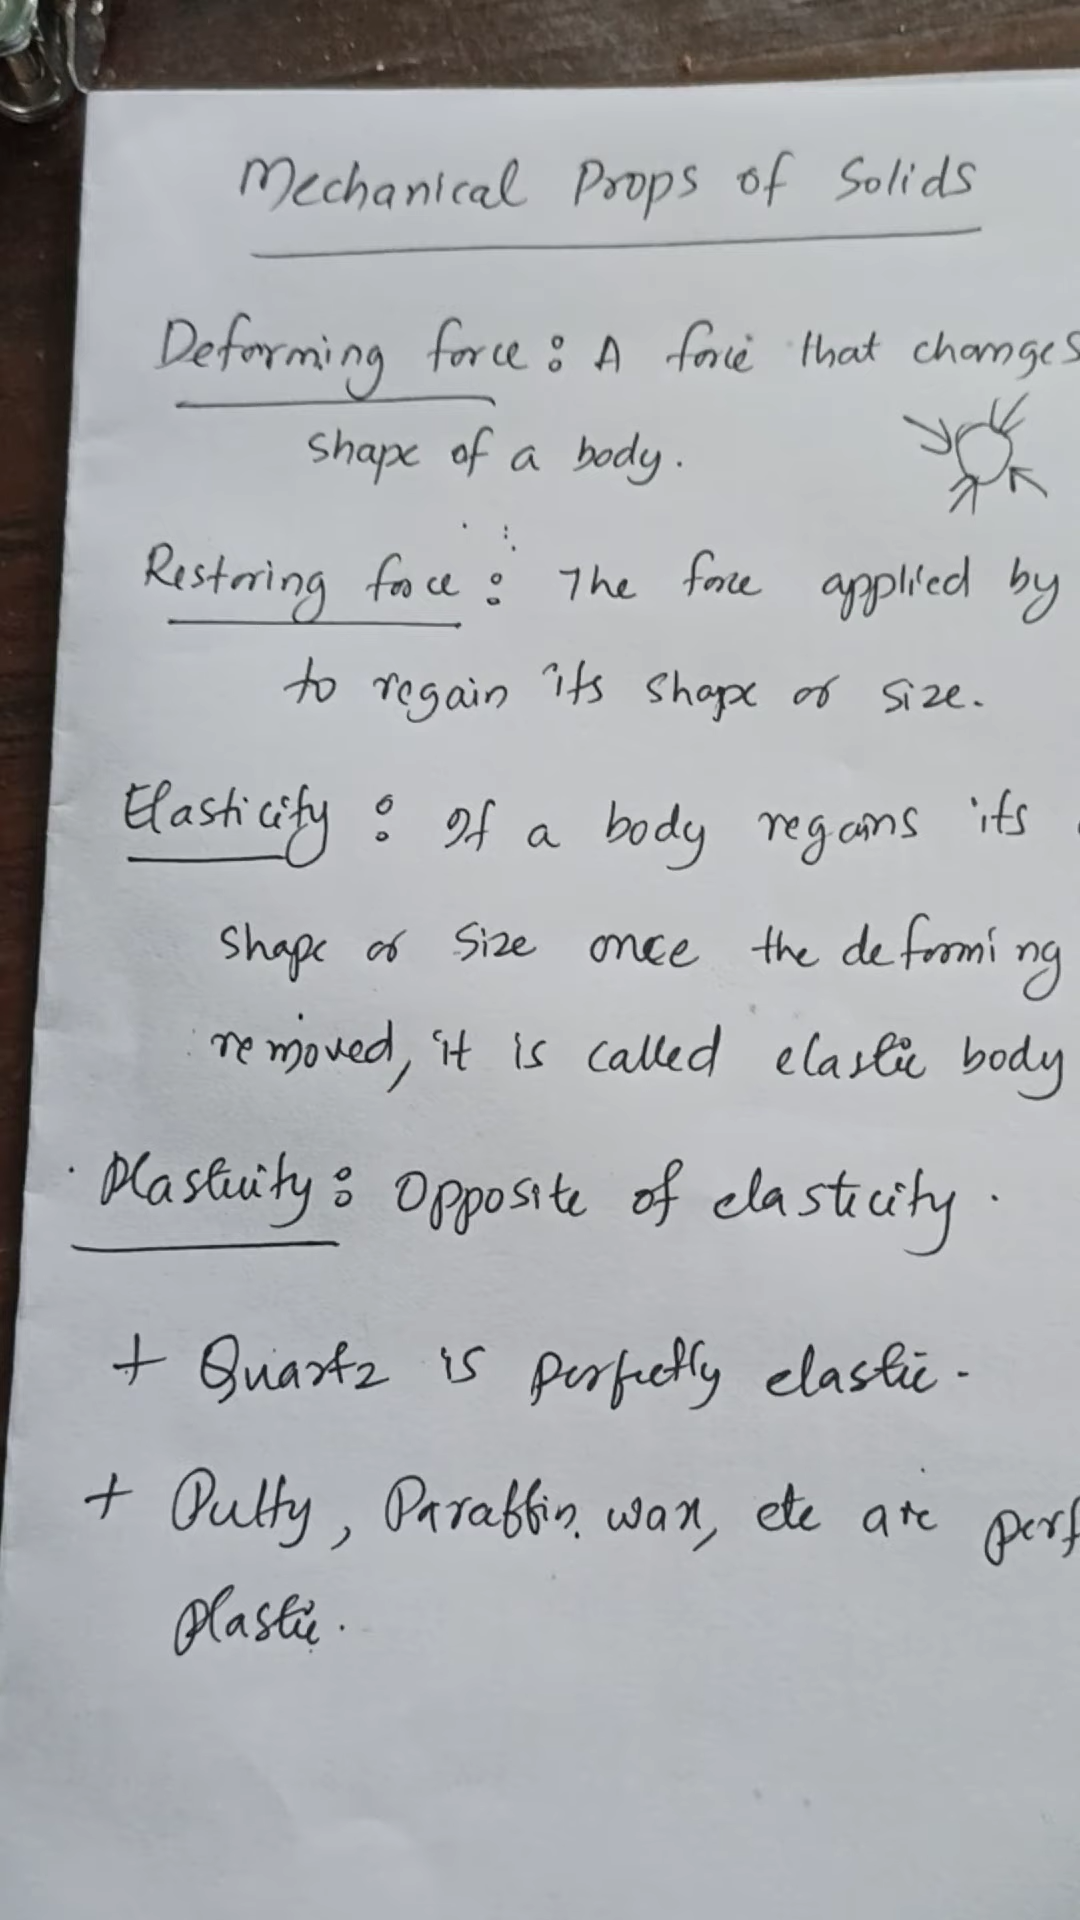 Mechanical Props of Solids
Deforming force : A force that changes
shape of a body.
Restoring force : The force applied by
to regain its shape or size.
Elasticity : If a body regains its
shape or size once the deforming
removed, it is called elastic body
Plasticity : Opposite of elasticity.
+ Quartz is perfectly elastic.
+ Putty, Paraffin wax, etc are perf
plastic.